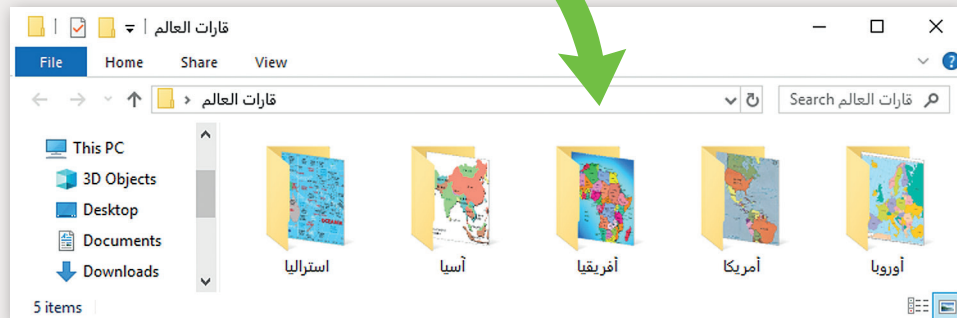 قارات العالم
File Home Share View
قارات العالم
Search قارات العالم
This PC
3D Objects
Desktop
Documents
Downloads
استراليا
آسيا
أفريقيا
أمريكا
أوروبا
5 items